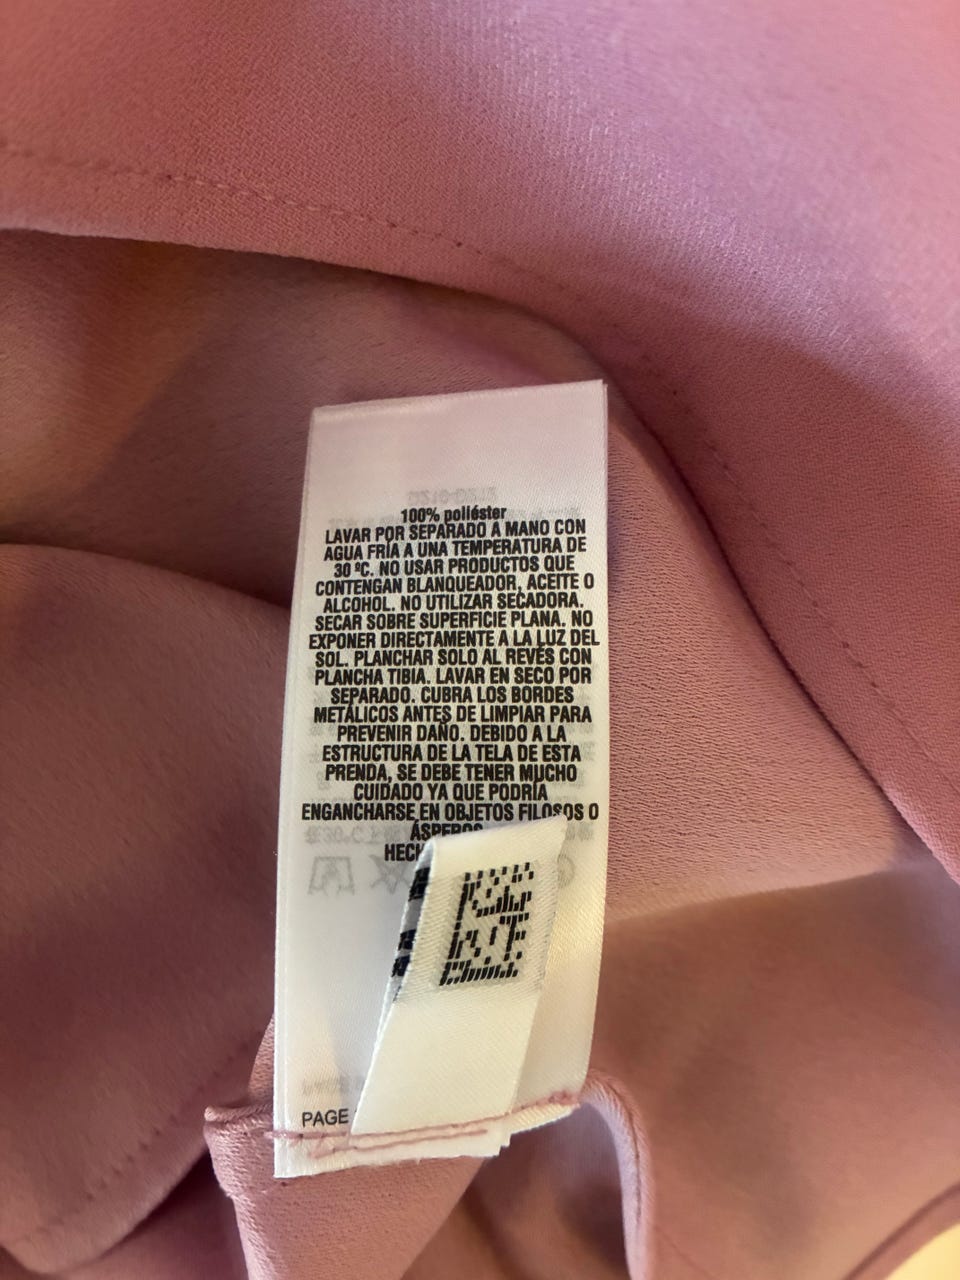 100% poliéster
LAVAR POR SEPARADO A MANO CON
AGUA FRÍA A UNA TEMPERATURA DE
30 ºC. NO USAR PRODUCTOS QUE
CONTENGAN BLANQUEADOR, ACEITE O
ALCOHOL. NO UTILIZAR SECADORA.
SECAR SOBRE SUPERFICIE PLANA. NO
EXPONER DIRECTAMENTE A LA LUZ DEL
SOL. PLANCHAR SOLO AL REVÉS CON
PLANCHA TIBIA. LAVAR EN SECO POR
SEPARADO. CUBRA LOS BORDES
METÁLICOS ANTES DE LIMPIAR PARA
PREVENIR DAÑO. DEBIDO A LA
ESTRUCTURA DE LA TELA DE ESTA
PRENDA, SE DEBE TENER MUCHO
CUIDADO YA QUE PODRÍA
ENGANCHARSE EN OBJETOS FILOSOS O
ÁSPEROS
PAGE